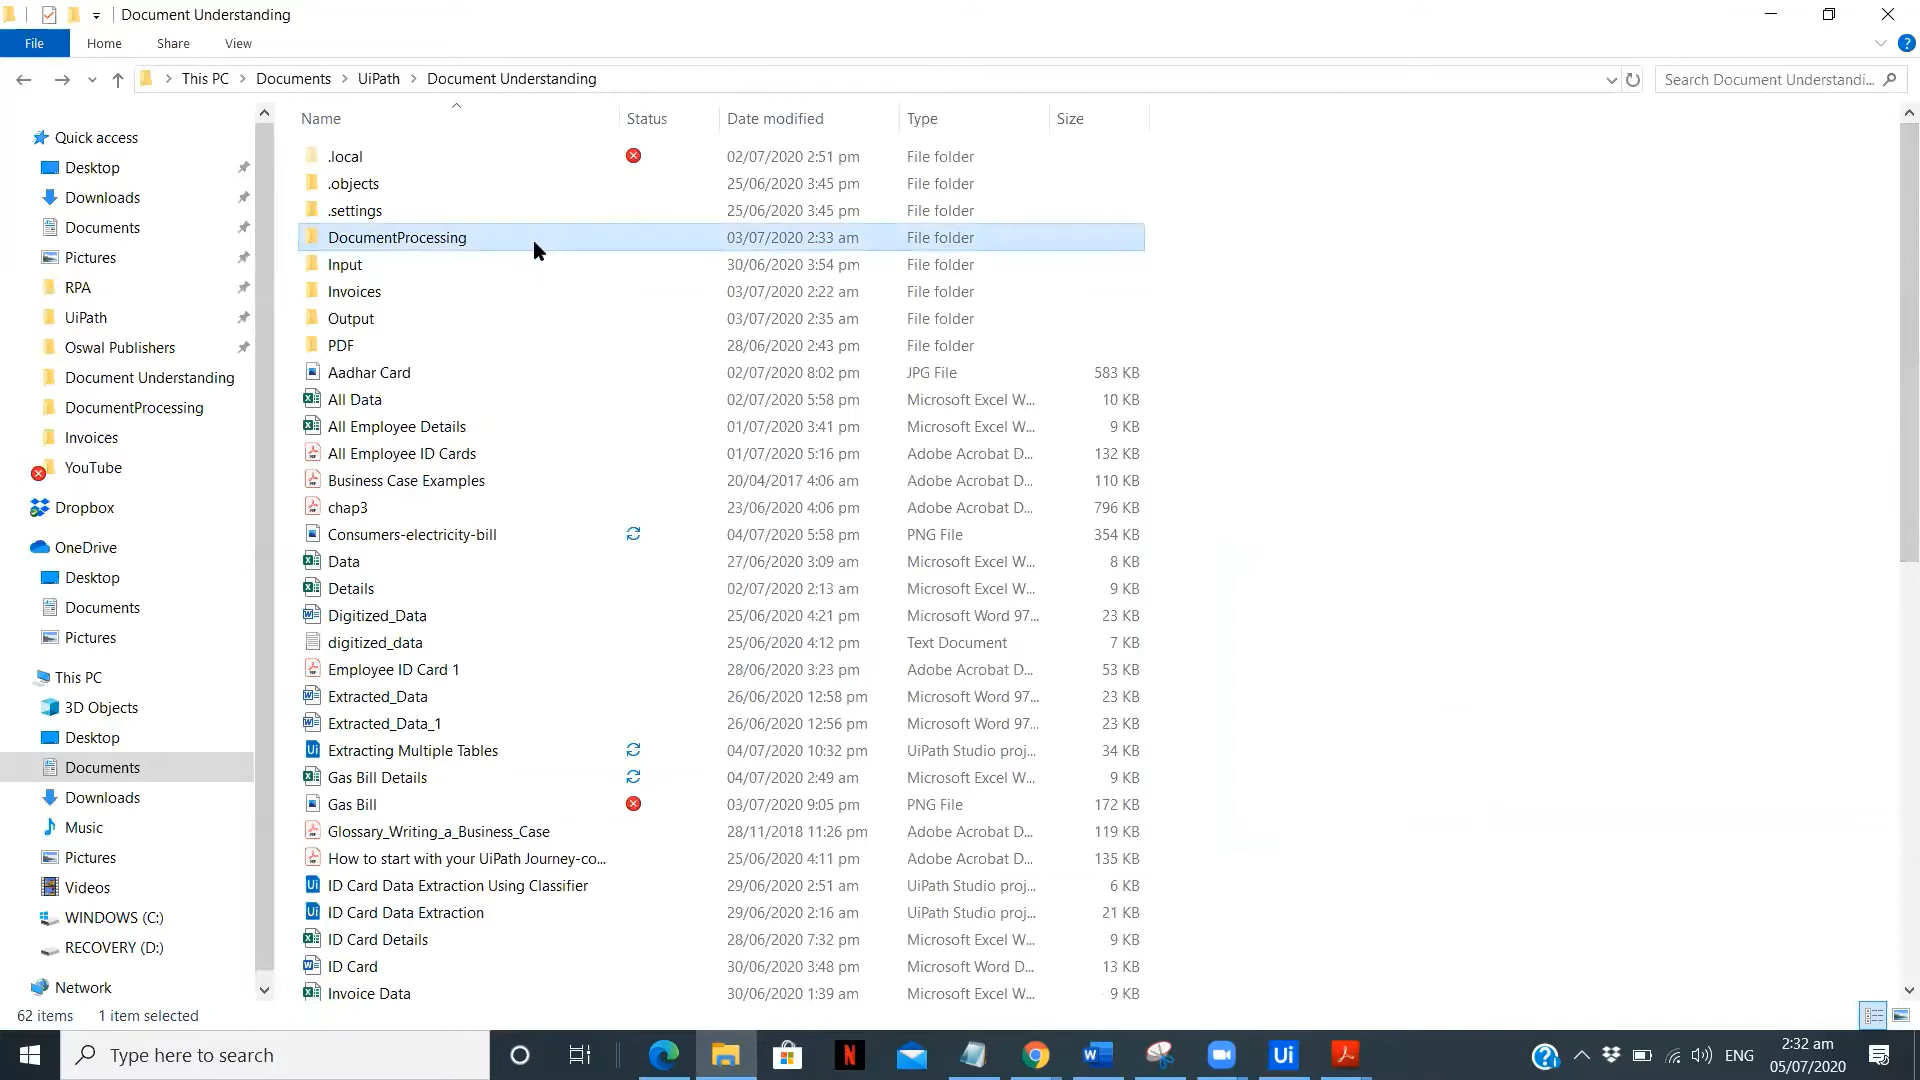 Document Understanding
File Home Share View
This PC Documents UiPath Document Understanding
Search Document Understandi...
Name Status Date modified Type Size
.local 02/07/2020 2:51 pm File folder
.objects 25/06/2020 3:45 pm File folder
.settings 25/06/2020 3:45 pm File folder
DocumentProcessing 03/07/2020 2:33 am File folder
Input 30/06/2020 3:54 pm File folder
Invoices 03/07/2020 2:22 am File folder
Output 03/07/2020 2:35 am File folder
PDF 28/06/2020 2:43 pm File folder
Aadhar Card 02/07/2020 8:02 pm JPG File 583 KB
All Data 02/07/2020 5:58 pm Microsoft Excel W... 10 KB
All Employee Details 01/07/2020 3:41 pm Microsoft Excel W... 9 KB
All Employee ID Cards 01/07/2020 5:16 pm Adobe Acrobat D... 132 KB
Business Case Examples 20/04/2017 4:06 am Adobe Acrobat D... 110 KB
chap3 23/06/2020 4:06 pm Adobe Acrobat D... 796 KB
Consumers-electricity-bill 04/07/2020 5:58 pm PNG File 354 KB
Data 27/06/2020 3:09 am Microsoft Excel W... 8 KB
Details 02/07/2020 2:13 am Microsoft Excel W... 9 KB
Digitized_Data 25/06/2020 4:21 pm Microsoft Word 97... 23 KB
digitized_data 25/06/2020 4:12 pm Text Document 7 KB
Employee ID Card 1 28/06/2020 3:23 pm Adobe Acrobat D... 53 KB
Extracted_Data 26/06/2020 12:58 pm Microsoft Word 97... 23 KB
Extracted_Data_1 26/06/2020 12:56 pm Microsoft Word 97... 23 KB
Extracting Multiple Tables 04/07/2020 10:32 pm UiPath Studio proj... 34 KB
Gas Bill Details 04/07/2020 2:49 am Microsoft Excel W... 9 KB
Gas Bill 03/07/2020 9:05 pm PNG File 172 KB
Glossary_Writing_a_Business_Case 28/11/2018 11:26 pm Adobe Acrobat D... 119 KB
How to start with your UiPath Journey-co... 25/06/2020 4:11 pm Adobe Acrobat D... 135 KB
ID Card Data Extraction Using Classifier 29/06/2020 2:51 am UiPath Studio proj... 6 KB
ID Card Data Extraction 29/06/2020 2:16 am UiPath Studio proj... 21 KB
ID Card Details 28/06/2020 7:32 pm Microsoft Excel W... 9 KB
ID Card 30/06/2020 3:48 pm Microsoft Word D... 13 KB
Invoice Data 30/06/2020 1:39 am Microsoft Excel W... 9 KB
Quick access
Desktop
Downloads
Documents
Pictures
RPA
UiPath
Oswal Publishers
Document Understanding
DocumentProcessing
Invoices
YouTube
Dropbox
OneDrive
Desktop
Documents
Pictures
This PC
3D Objects
Desktop
Documents
Downloads
Music
Pictures
Videos
WINDOWS (C:)
RECOVERY (D:)
Network
62 items 1 item selected
Type here to search
N
W
Ui
ENG
2:32 am
05/07/2020